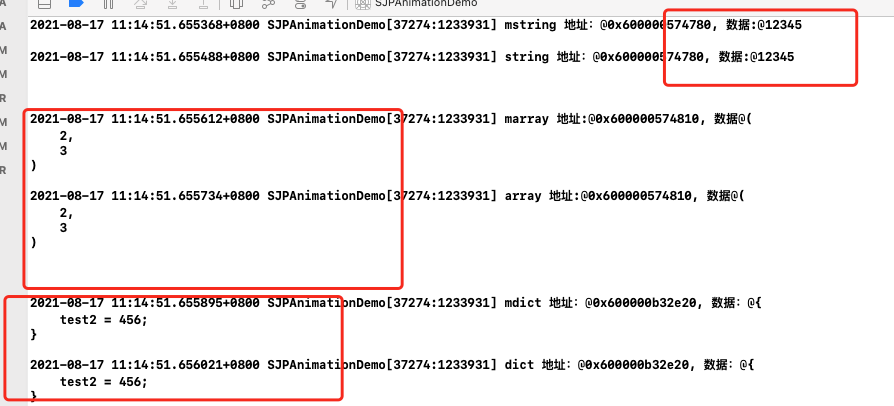 SJPAnimationDemo
A
A
M
M
R
M
M
R
2021-08-17 11:14:51.655368+0800 SJPAnimationDemo[37274:1233931] mstring 地址：@0x600000574780, 数据:@12345
2021-08-17 11:14:51.655488+0800 SJPAnimationDemo[37274:1233931] string 地址：@0x600000574780, 数据:@12345
2021-08-17 11:14:51.655612+0800 SJPAnimationDemo[37274:1233931] marray 地址:@0x600000574810, 数据@(
2,
3
)
2021-08-17 11:14:51.655734+0800 SJPAnimationDemo[37274:1233931] array 地址:@0x600000574810, 数据@(
2,
3
)
2021-08-17 11:14:51.655895+0800 SJPAnimationDemo[37274:1233931] mdict 地址：@0x600000b32e20, 数据：@{
test2 = 456;
}
2021-08-17 11:14:51.656021+0800 SJPAnimationDemo[37274:1233931] dict 地址：@0x600000b32e20, 数据：@{
test2 = 456;
}